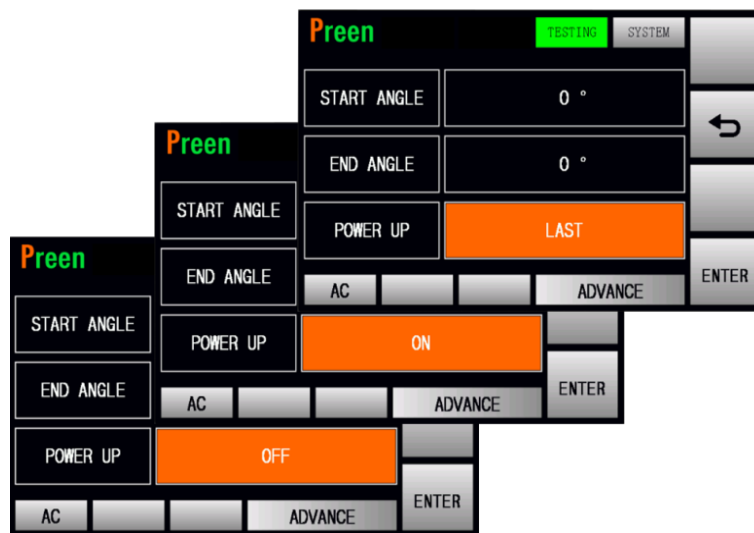 Preen TESTING SYSTEM
START ANGLE 0 °
END ANGLE 0 °
POWER UP LAST
AC ADVANCE ENTER
Preen
START ANGLE
END ANGLE
POWER UP ON
AC ADVANCE ENTER
Preen
START ANGLE
END ANGLE
POWER UP OFF
AC ADVANCE ENTER